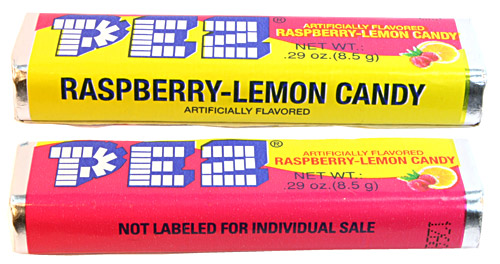 PEZ®
ARTIFICIALLY FLAVORED
RASPBERRY-LEMON CANDY
NET WT.:
.29 oz.(8.5 g)
RASPBERRY-LEMON CANDY
ARTIFICIALLY FLAVORED
PEZ®
ARTIFICIALLY FLAVORED
RASPBERRY-LEMON CANDY
NET WT.:
.29 oz.(8.5 g)
NOT LABELED FOR INDIVIDUAL SALE